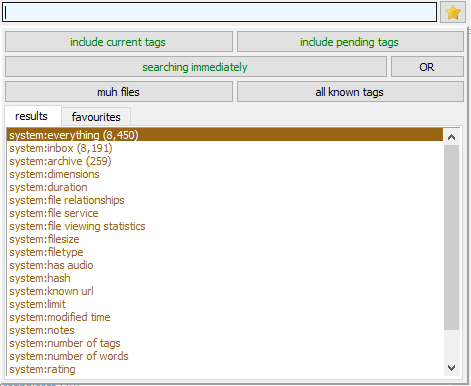 include current tags
include pending tags
searching immediately
OR
muh files
all known tags
results
favourites
system:everything (8,450)
system:inbox (8,191)
system:archive (259)
system:dimensions
system:duration
system:file relationships
system:file service
system:file viewing statistics
system:filesize
system:filetype
system:has audio
system:hash
system:known url
system:limit
system:modified time
system:notes
system:number of tags
system:number of words
system:rating